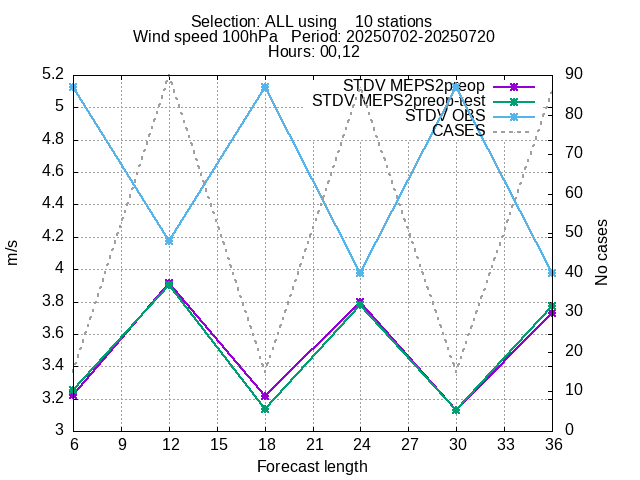 Selection: ALL using    10 stations
Wind speed 100hPa   Period: 20250702-20250720
Hours: 00,12
5.2
5
4.8
4.6
4.4
4.2
4
3.8
3.6
3.4
3.2
3
m/s
STDV MEPS2preop
STDV MEPS2preop-test
STDV OBS
CASES
90
80
70
60
50
40
30
20
10
0
No cases
6 9 12 15 18 21 24 27 30 33 36
Forecast length